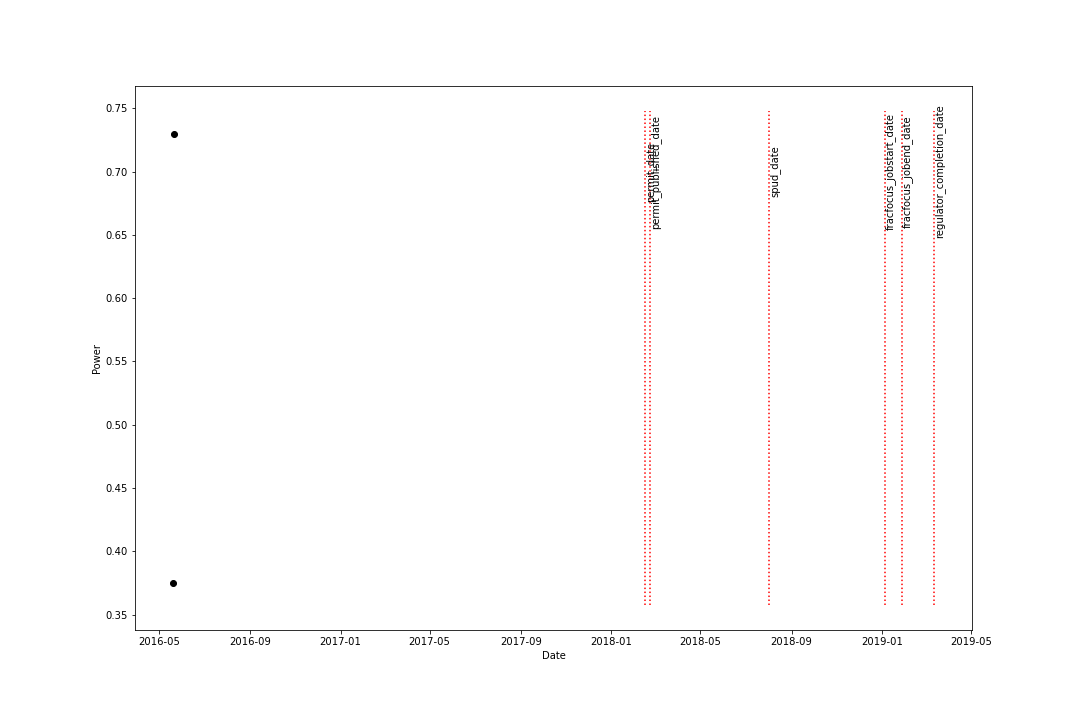 0.75
0.70
0.65
0.60
0.55
0.50
0.45
0.40
0.35
Power
permit_date
permit_published_date
spud_date
fracfocus_jobstart_date
fracfocus_jobend_date
regulator_completion_date
2016-05 2016-09 2017-01 2017-05 2017-09 2018-01 2018-05 2018-09 2019-01 2019-05
Date